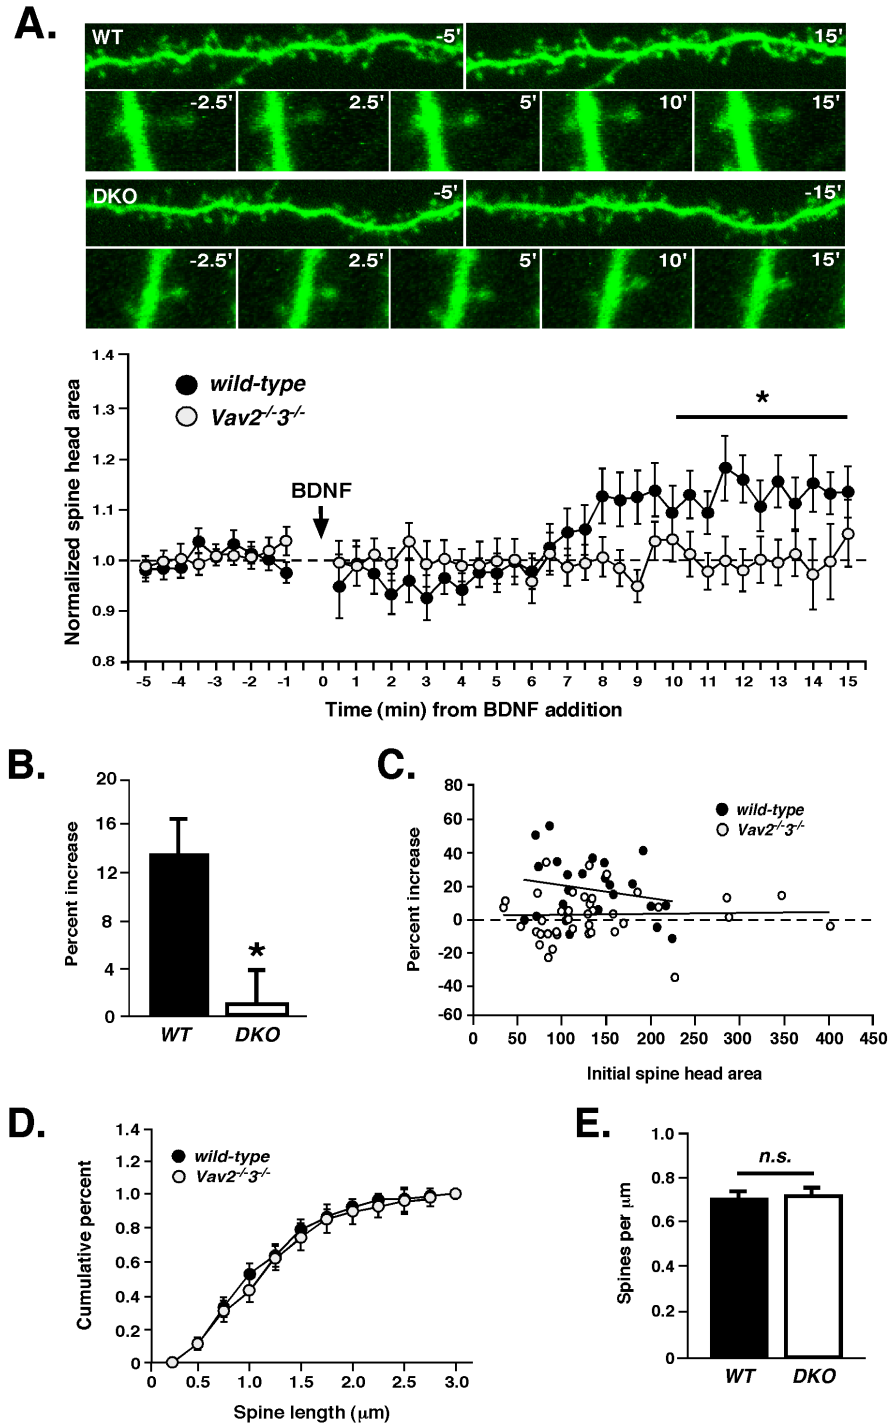 A.
WT -5' 15'
-2.5' 2.5' 5' 10' 15'
DKO -5' -15'
-2.5' 2.5' 5' 10' 15'
Normalized spine head area
1.4
1.3
1.2
1.1
1.0
0.9
0.8
wild-type
Vav2-/-3-/-
BDNF
*
-5 -4 -3 -2 -1 0 1 2 3 4 5 6 7 8 9 10 11 12 13 14 15
Time (min) from BDNF addition
B.
Percent increase
20
16
12
8
4
0
*
WT DKO
C.
Percent increase
80
60
40
20
0
-20
-40
-60
wild-type
Vav2-/-3-/-
0 50 100 150 200 250 300 350 400 450
Initial spine head area
D.
Cumulative percent
1.4
1.2
1.0
0.8
0.6
0.4
0.2
0
wild-type
Vav2-/-3-/-
0 0.5 1.0 1.5 2.0 2.5 3.0
Spine length (μm)
E.
Spines per μm
1.0
0.8
0.6
0.4
0.2
0
n.s.
WT DKO